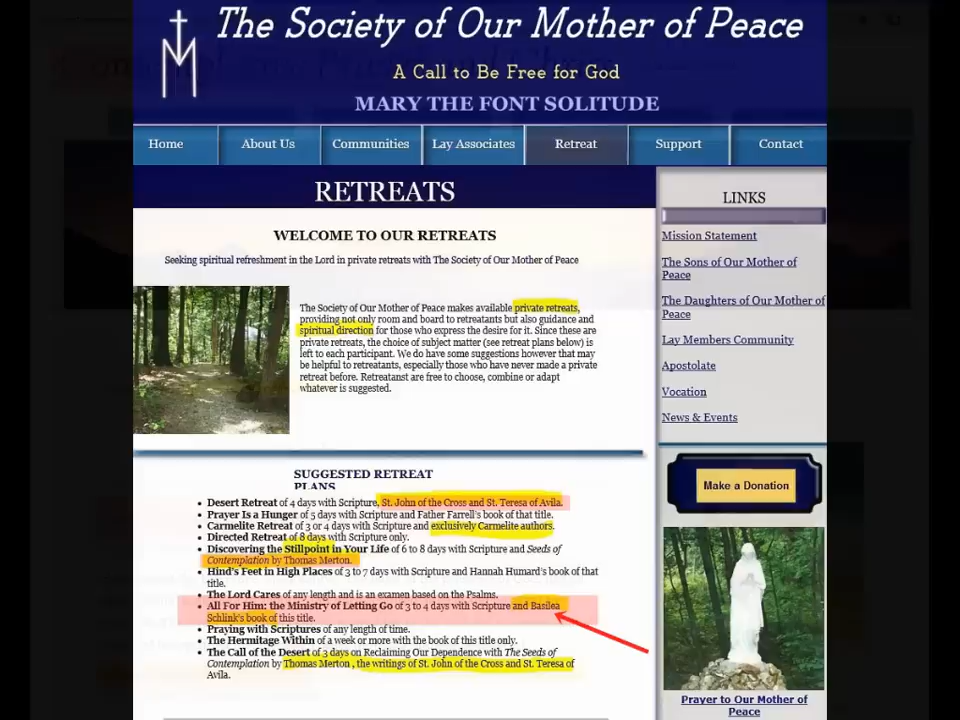 The Society of Our Mother of Peace
A Call to Be Free for God
MARY THE FONT SOLITUDE
Home
About Us
Communities
Lay Associates
Retreat
Support
Contact
RETREATS
WELCOME TO OUR RETREATS
Seeking spiritual refreshment in the Lord in private retreats with The Society of Our Mother of Peace
The Society of Our Mother of Peace makes available private retreats,
providing not only room and board to retreatants but also guidance and
spiritual direction for those who express the desire for it. Since these are
private retreats, the choice of subject matter (see retreat plans below) is
left to each participant. We do have some suggestions however that may
be helpful to retreatants, especially those who have never made a private
retreat before. Retreatanst are free to choose, combine or adapt
whatever is suggested.
SUGGESTED RETREAT
PLANS
• Desert Retreat of 4 days with Scripture, St. John of the Cross and St. Teresa of Avila.
• Prayer Is a Hunger of 5 days with Scripture and Father Farrell's book of that title.
• Carmelite Retreat of 3 or 4 days with Scripture and exclusively Carmelite authors.
• Directed Retreat of 8 days with Scripture only.
• Discovering the Stillpoint in Your Life of 6 to 8 days with Scripture and Seeds of
Contemplation by Thomas Merton.
• Hind's Feet in High Places of 3 to 7 days with Scripture and Hannah Humard's book of that
title.
• The Lord Cares of any length and is an examen based on the Psalms.
• All For Him: the Ministry of Letting Go of 3 to 4 days with Scripture and Basilea
Schlink's book of this title.
• Praying with Scriptures of any length of time.
• The Hermitage Within of a week or more with the book of this title only.
• The Call of the Desert of 3 days on Reclaiming Our Dependence with The Seeds of
Contemplation by Thomas Merton , the writings of St. John of the Cross and St. Teresa of
Avila.
LINKS
Mission Statement
The Sons of Our Mother of
Peace
The Daughters of Our Mother of
Peace
Lay Members Community
Apostolate
Vocation
News & Events
Make a Donation
Prayer to Our Mother of
Peace